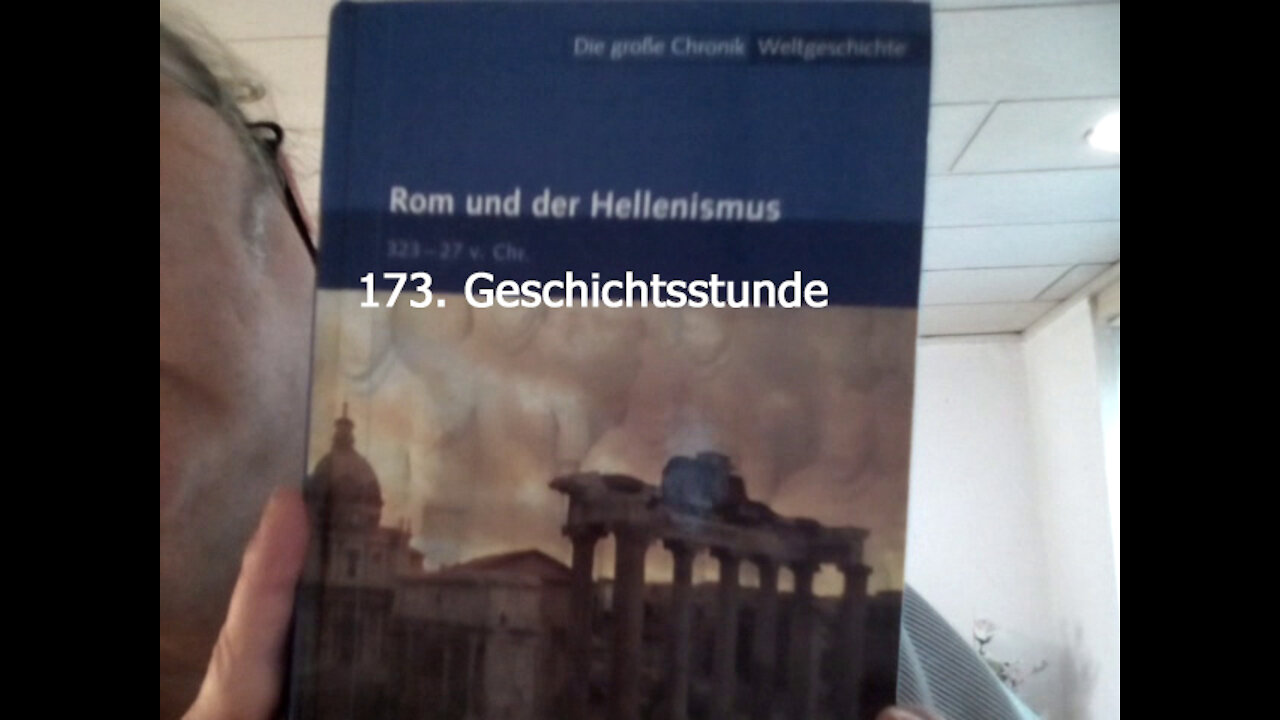 Die große Chronik Weltgeschichte
Rom und der Hellenismus
323–27 v. Chr.
173. Geschichtsstunde